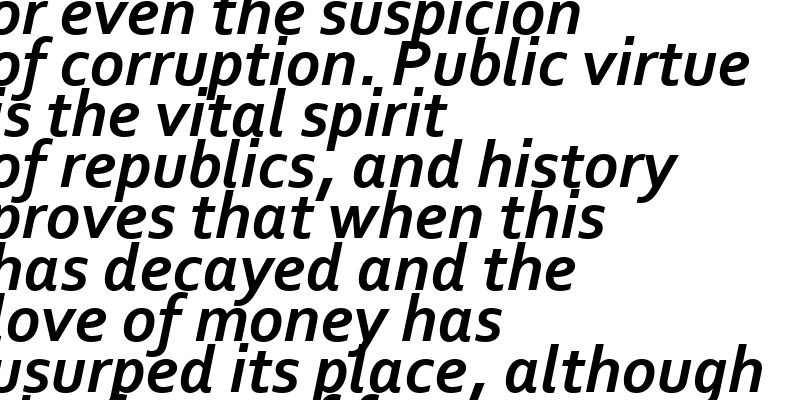 or even the suspicion
of corruption. Public virtue
is the vital spirit
of republics, and history
proves that when this
has decayed and the
love of money has
usurped its place, although